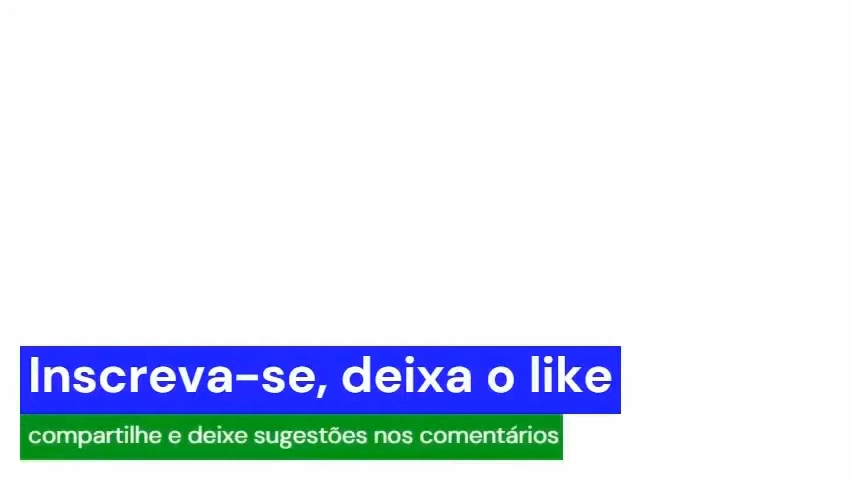 Inscreva-se, deixa o like
compartilhe e deixe sugestões nos comentários